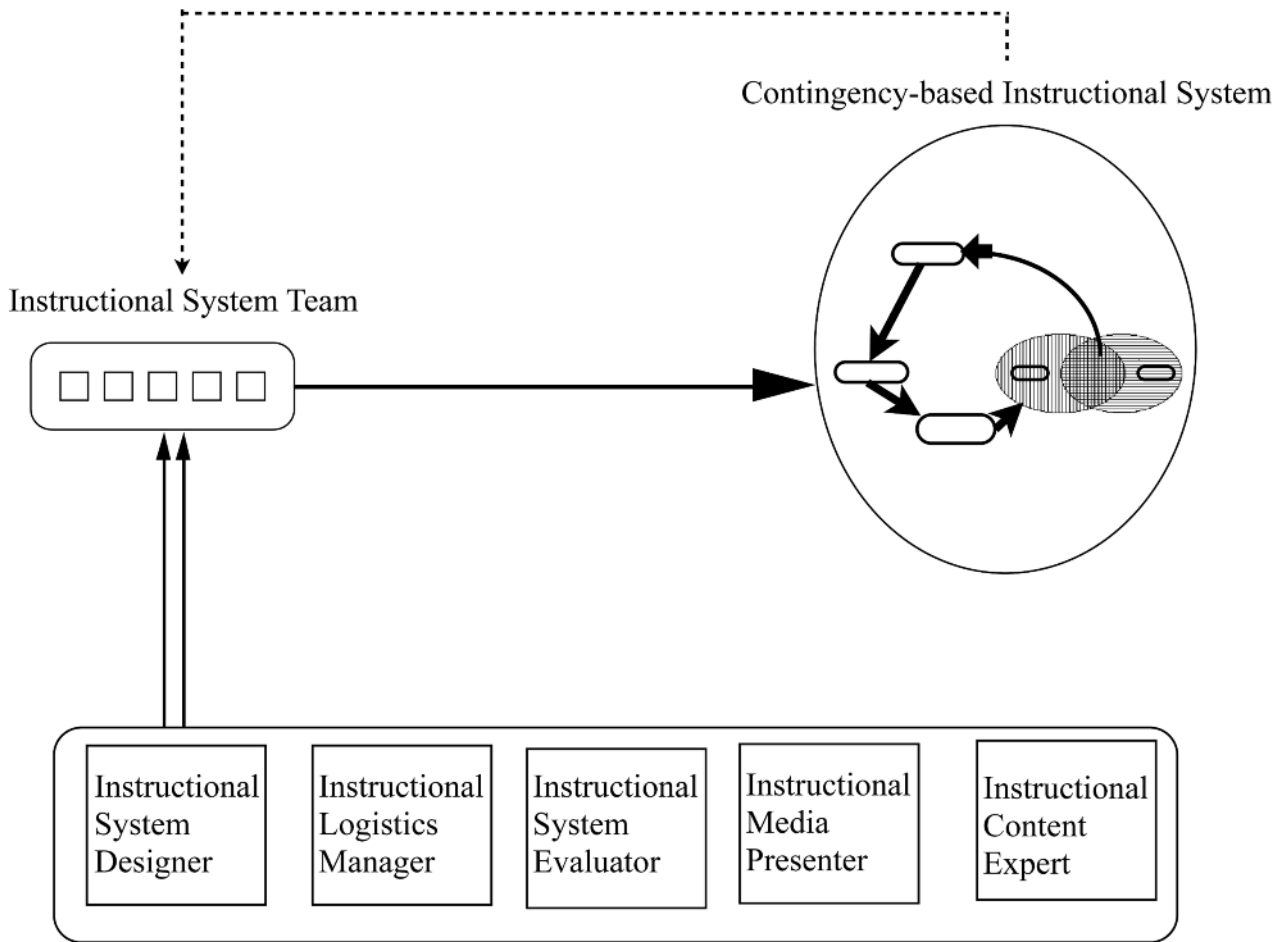 Contingency-based Instructional System
Instructional System Team
Instructional
System
Designer
Instructional
Logistics
Manager
Instructional
System
Evaluator
Instructional
Media
Presenter
Instructional
Content
Expert